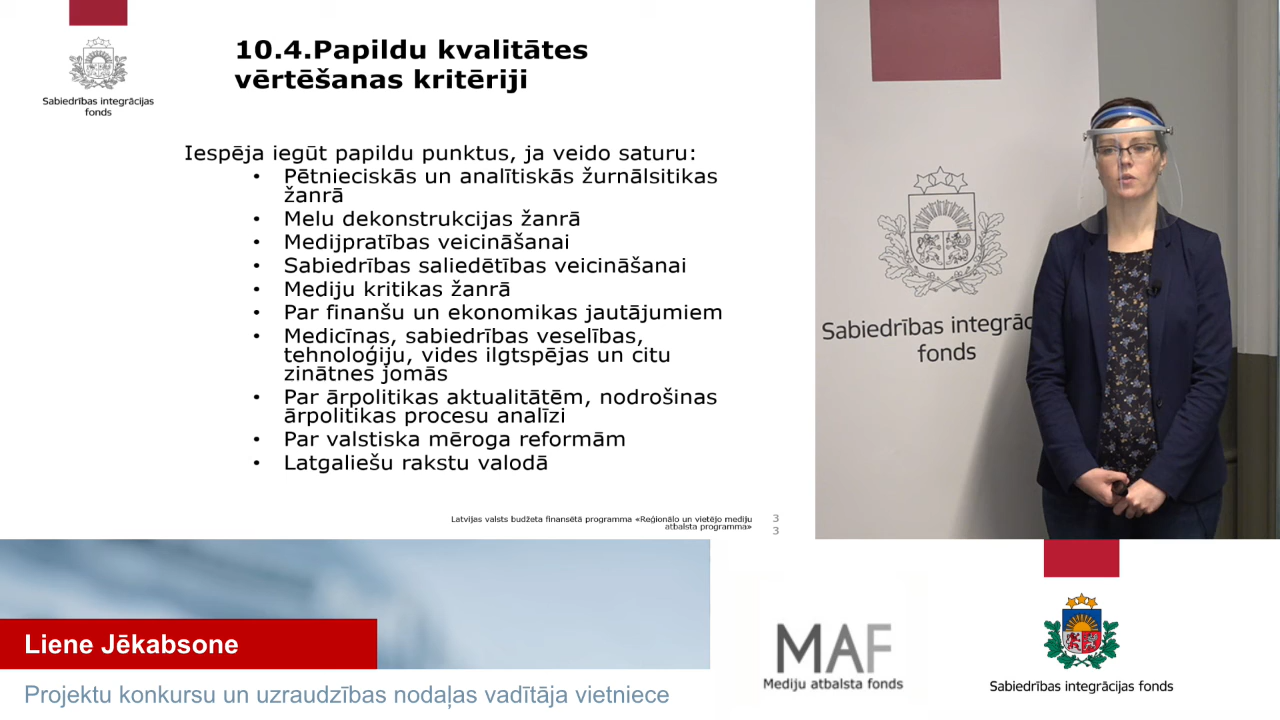 Sabiedrības integrācijas
fonds
10.4.Papildu kvalitātes
vērtēšanas kritēriji
Iespēja iegūt papildu punktus, ja veido saturu:
• Pētnieciskās un analītiskās žurnālsitikas
žanrā
• Melu dekonstrukcijas žanrā
• Medijpratības veicināšanai
• Sabiedrības saliedētības veicināšanai
• Mediju kritikas žanrā
• Par finanšu un ekonomikas jautājumiem
• Medicīnas, sabiedrības veselības,
tehnoloģiju, vides ilgtspējas un citu
zinātnes jomās
• Par ārpolitikas aktualitātēm, nodrošinas
ārpolitikas procesu analīzi
• Par valstiska mēroga reformām
• Latgaliešu rakstu valodā
Latvijas valsts budžeta finansētā programma «Reģionālo un vietējo mediju
atbalsta programma»
3
3
Sabiedrības integrāc
fonds
Liene Jēkabsone
Projektu konkursu un uzraudzības nodaļas vadītāja vietniece
MAF
Mediju atbalsta fonds
Sabiedrības integrācijas fonds